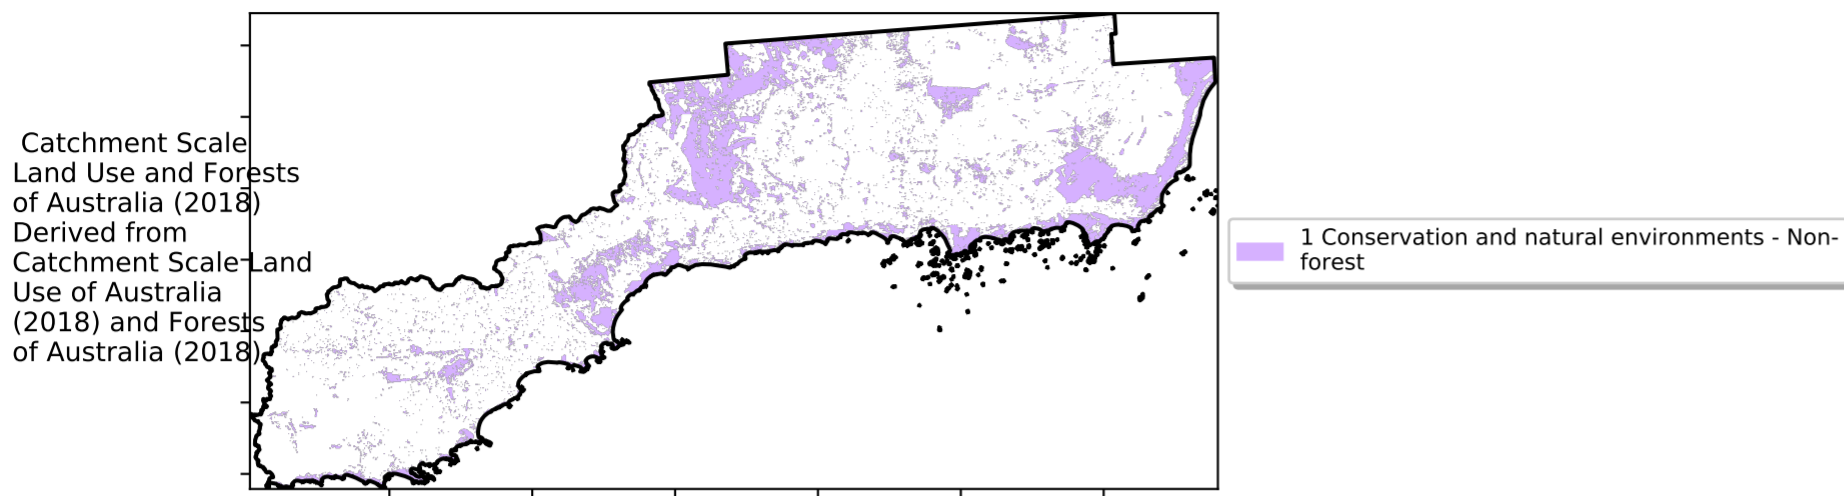 Catchment Scale
Land Use and Forests
of Australia (2018)
Derived from
Catchment Scale Land
Use of Australia
(2018) and Forests
of Australia (2018)
1 Conservation and natural environments - Non-
forest